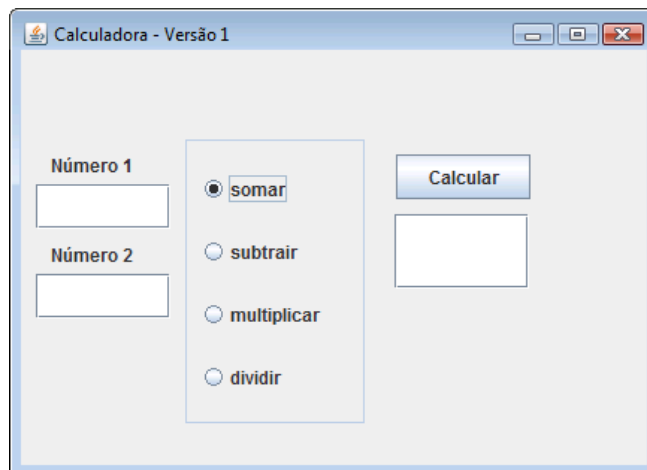 Calculadora - Versão 1
Número 1
Número 2
somar
subtrair
multiplicar
dividir
Calcular